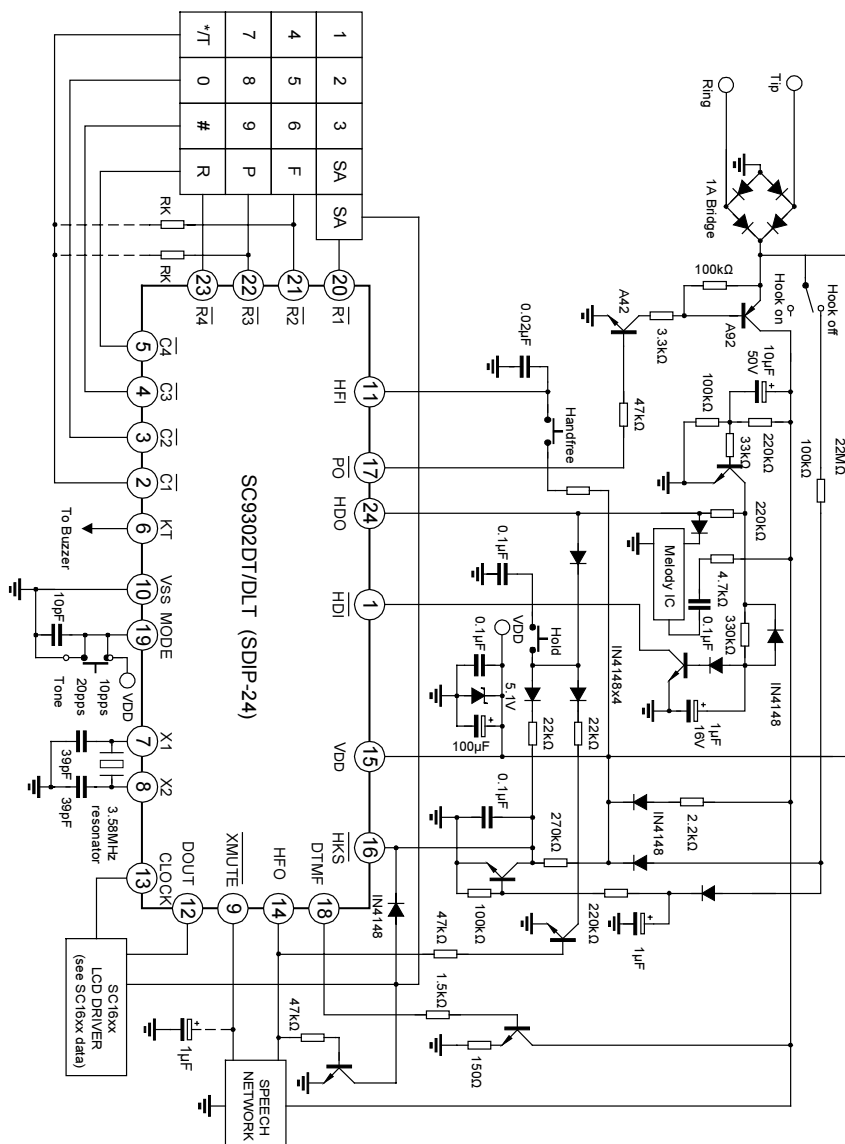 Ring
Tip
1A Bridge
Hook on
Hook off
100kΩ
A92
A42
3.3kΩ
47kΩ
10µF
50V
+
100kΩ
220kΩ
33kΩ
100kΩ
22MΩ
220kΩ
Melody IC
4.7kΩ
0.1µF
330kΩ
IN4148
1µF
16V
+
0.02µF
Handfree
0.1µF
Hold
IN4148x4
VDD
0.1µF
5.1V
100µF
+
22kΩ
22kΩ
0.1µF
270kΩ
IN4148
2.2kΩ
100kΩ
220kΩ
1µF
+
IN4148
47kΩ
1.5kΩ
150Ω
47kΩ
1
2
3
SA
SA
4
5
6
F
7
8
9
P
*/T
0
#
R
RK
RK
23
R4
22
R3
21
R2
20
R1
5
C4
4
C3
3
C2
2
C1
6
KT
10
VSS
19
MODE
7
X1
8
X2
13
CLOCK
12
DOUT
9
XMUTE
14
HFO
18
DTMF
16
HKS
15
VDD
1
HDI
24
HDO
17
PO
11
HFI
SC9302DT/DLT (SDIP-24)
To Buzzer
10pF
Tone
20pps
10pps
VDD
39pF
39pF
3.58MHz
resonator
SC16xx
LCD DRIVER
(see SC16xx data)
1µF
+
SPEECH
NETWORK